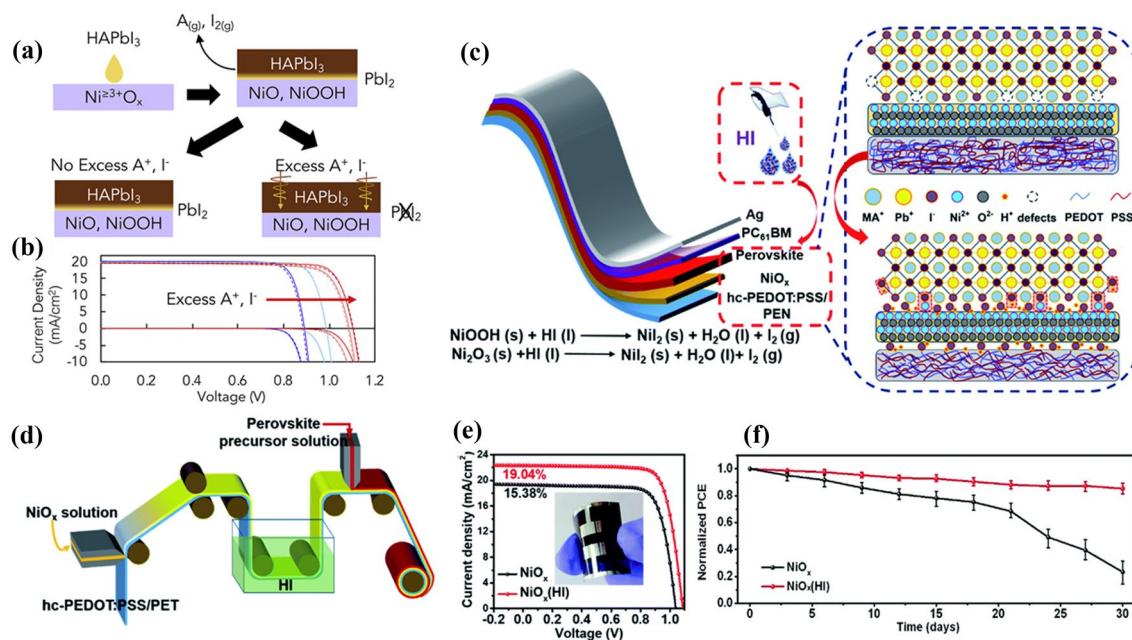 (a)
A(g), I2(g)
HAPbI3
Ni≥3+Ox
HAPbI3
NiO, NiOOH
PbI2
No Excess A+, I-
HAPbI3
NiO, NiOOH
PbI2
Excess A+, I-
HAPbI3
NiO, NiOOH
PbI2
(b)
Current Density
(mA/cm2)
20
15
10
5
0
-5
-10
Excess A+, I-
0.0 0.2 0.4 0.6 0.8 1.0 1.2
Voltage (V)
(c)
HI
Ag
PC61BM
Perovskite
NiOx
hc-PEDOT:PSS/
PEN
NiOOH (s) + HI (l) → NiI2 (s) + H2O (l) + I2 (g)
Ni2O3 (s) +HI (l) → NiI2 (s) + H2O (l)+ I2 (g)
MA+ Pb+ I- Ni2+ O2- H+ defects PEDOT PSS
(d)
Perovskite
precursor solution
NiOx solution
HI
hc-PEDOT:PSS/PET
(e)
Current density (mA/cm2)
28
24
20
16
12
8
4
0
19.04%
15.38%
NiOx
NiOx(HI)
-0.2 0.0 0.2 0.4 0.6 0.8 1.0
Voltage (V)
(f)
Normalized PCE
1.0
0.8
0.6
0.4
0.2
0.0
NiOx
NiOx(HI)
0 5 10 15 20 25 30
Time (days)